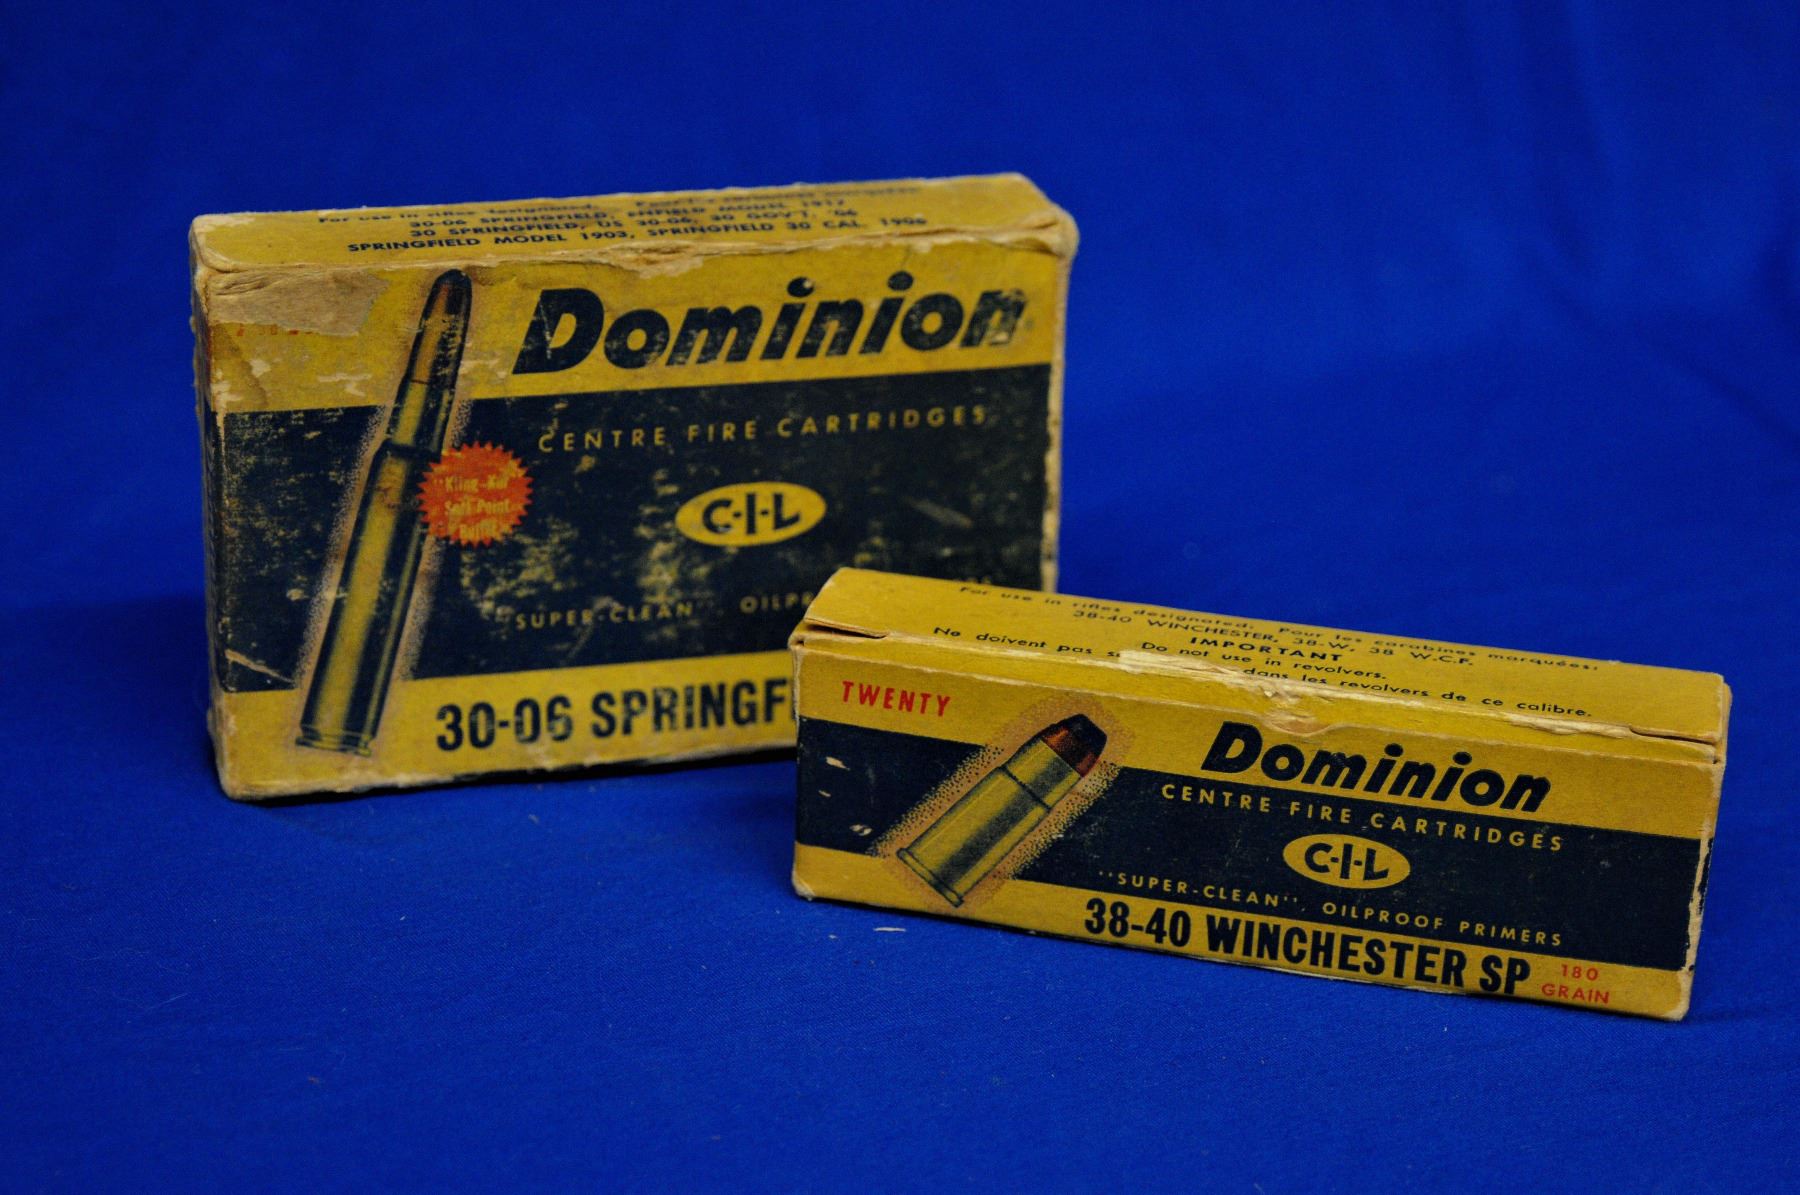 For use in rifles designated.
30-06 SPRINGFIELD, ENFIELD MODEL 1917
30 SPRINGFIELD, US 30-06, 30 GOV'T. '06
SPRINGFIELD MODEL 1903, SPRINGFIELD 30 CAL. 1906
Dominion
CENTRE FIRE CARTRIDGES
"Kling-Kor"
Soft Point
Bullet
C-I-L
"SUPER-CLEAN", OILPR
30-06 SPRINGF
For use in rifles designated: Pour les carabines marquées:
38-40 WINCHESTER, 38-W, 38 W.C.F.
IMPORTANT
Do not use in revolvers.
Ne doivent pas dans les revolvers de ce calibre.
TWENTY
Dominion
CENTRE FIRE CARTRIDGES
C-I-L
"SUPER-CLEAN", OILPROOF PRIMERS
38-40 WINCHESTER SP
180
GRAIN